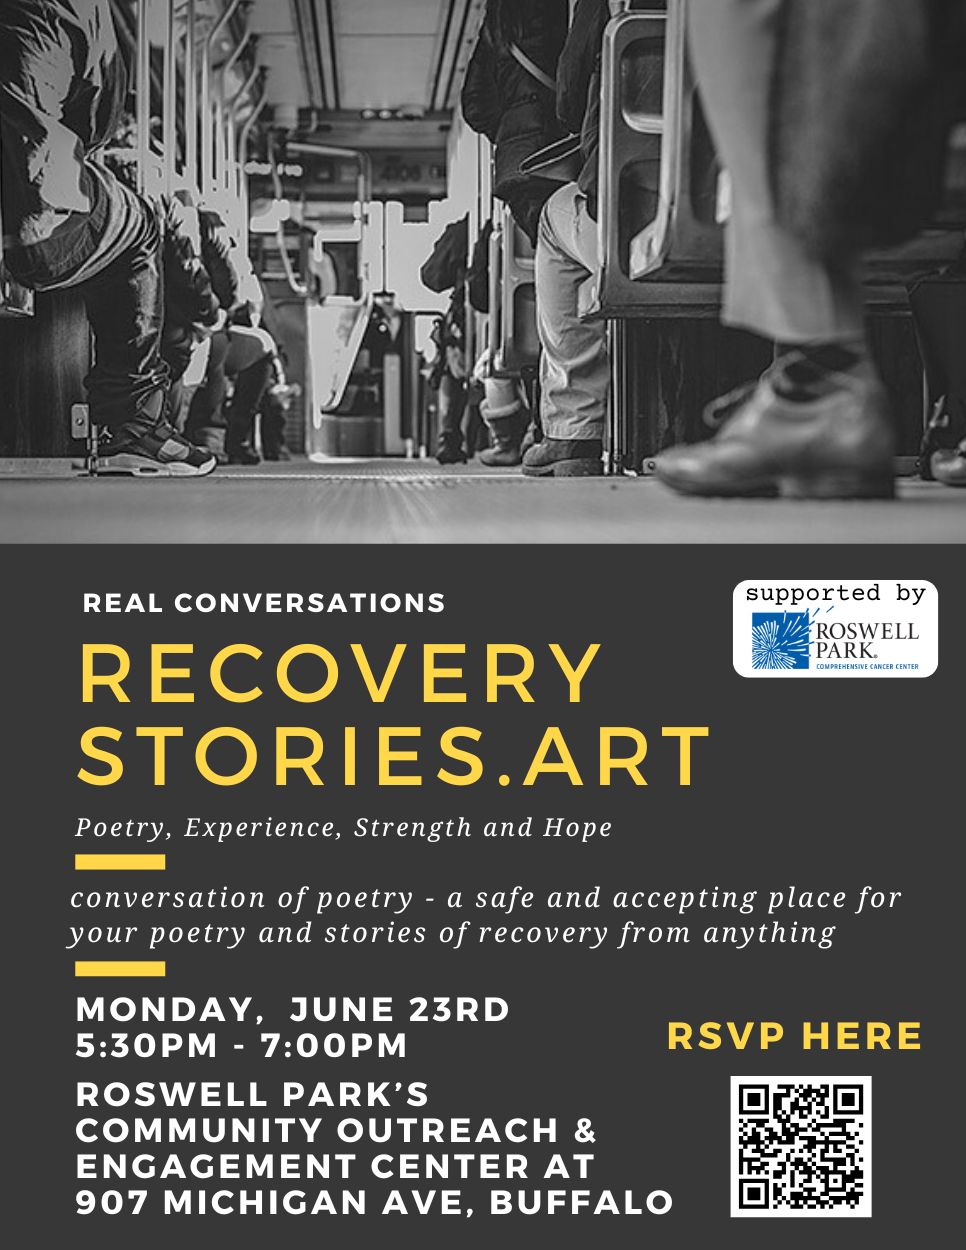 REAL CONVERSATIONS
supported by
ROSWELL
PARK.
COMPREHENSIVE CANCER CENTER
RECOVERY
STORIES.ART
Poetry, Experience, Strength and Hope
conversation of poetry - a safe and accepting place for
your poetry and stories of recovery from anything
MONDAY, JUNE 23RD
5:30PM - 7:00PM
RSVP HERE
ROSWELL PARK’S
COMMUNITY OUTREACH &
ENGAGEMENT CENTER AT
907 MICHIGAN AVE, BUFFALO